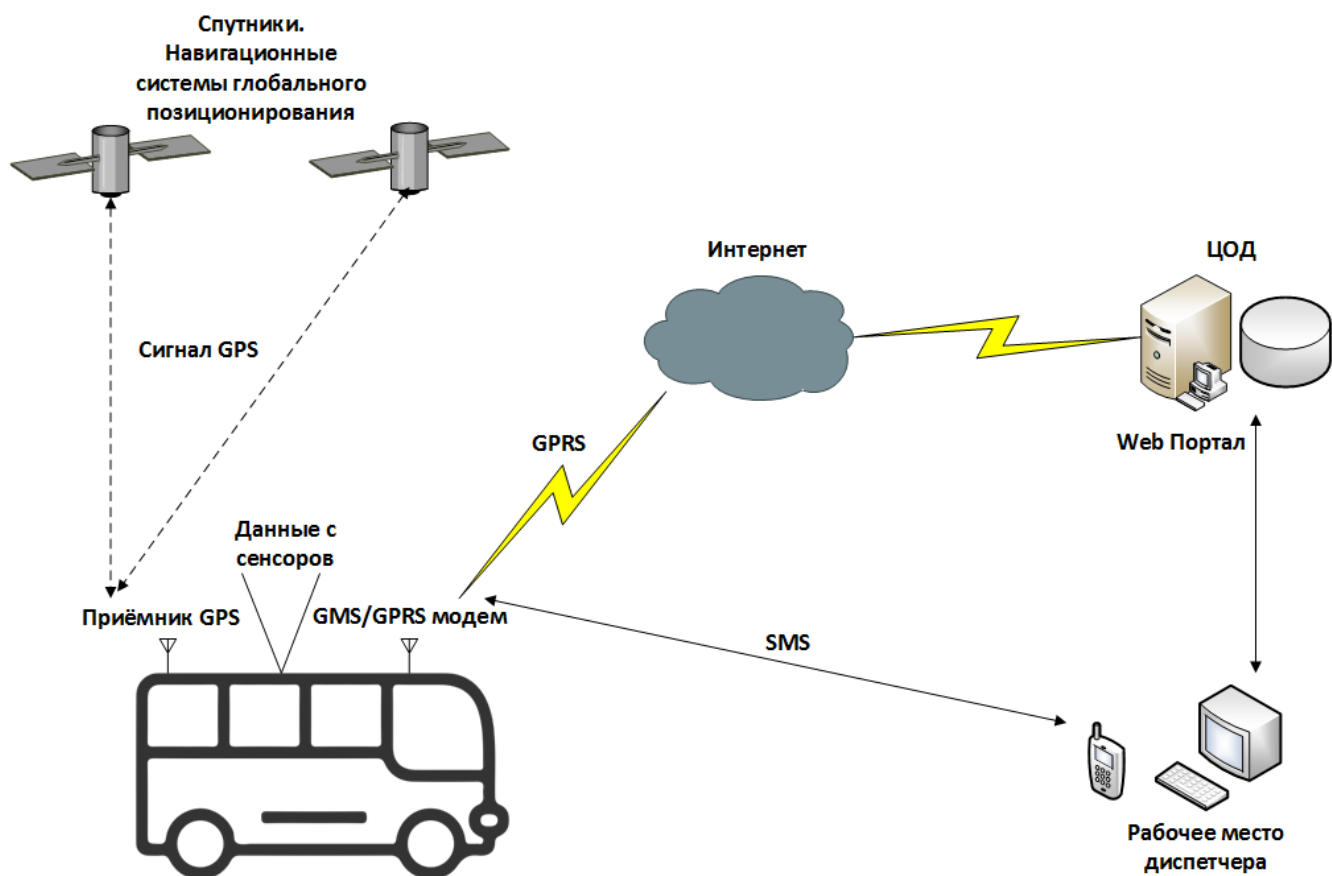 Спутники.
Навигационные
системы глобального
позиционирования
Интернет
ЦОД
Сигнал GPS
GPRS
Web Портал
Данные с
сенсоров
Приёмник GPS
GMS/GPRS модем
SMS
Рабочее место
диспетчера